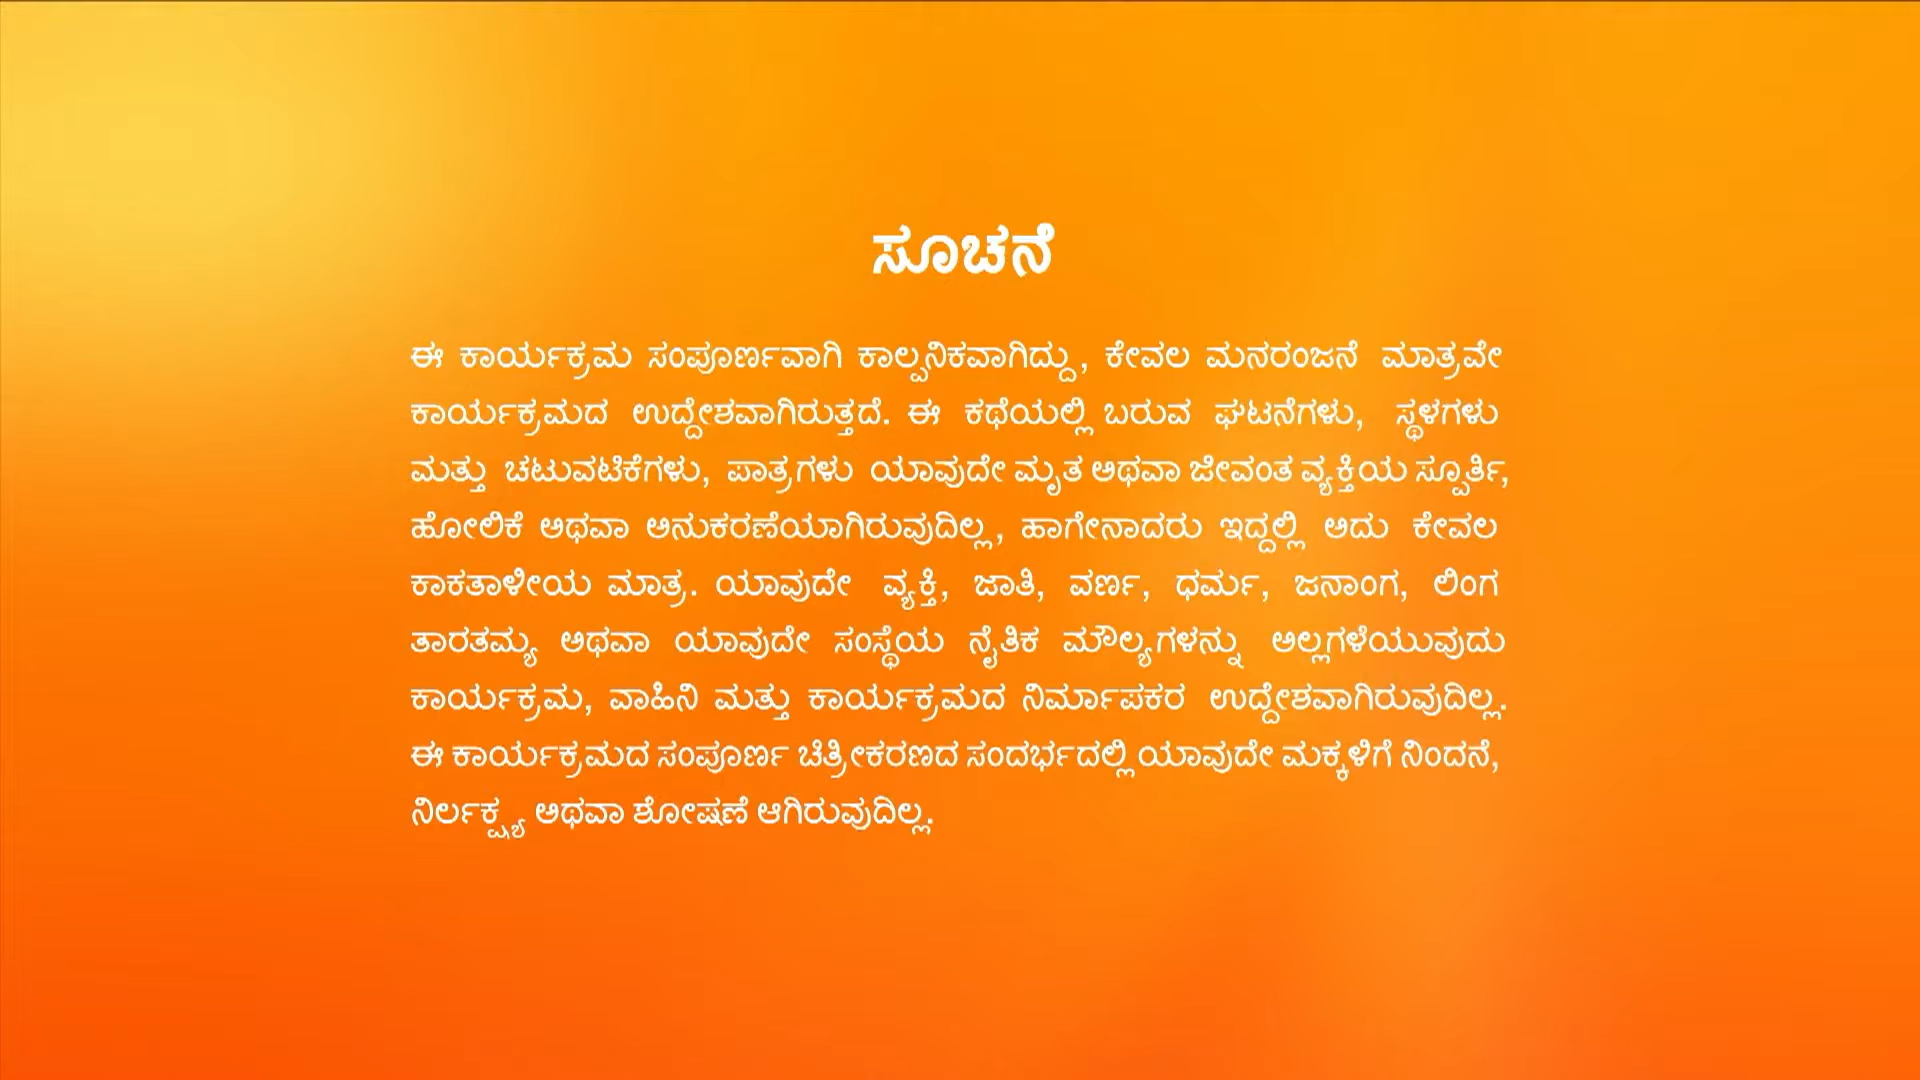 ಸೂಚನೆ
ಈ ಕಾರ್ಯಕ್ರಮ ಸಂಪೂರ್ಣವಾಗಿ ಕಾಲ್ಪನಿಕವಾಗಿದ್ದು, ಕೇವಲ ಮನರಂಜನೆ ಮಾತ್ರವೇ
ಕಾರ್ಯಕ್ರಮದ ಉದ್ದೇಶವಾಗಿರುತ್ತದೆ. ಈ ಕಥೆಯಲ್ಲಿ ಬರುವ ಘಟನೆಗಳು, ಸ್ಥಳಗಳು
ಮತ್ತು ಚಟುವಟಿಕೆಗಳು, ಪಾತ್ರಗಳು ಯಾವುದೇ ಮೃತ ಅಥವಾ ಜೀವಂತ ವ್ಯಕ್ತಿಯ ಸ್ಪೂರ್ತಿ,
ಹೋಲಿಕೆ ಅಥವಾ ಅನುಕರಣೆಯಾಗಿರುವುದಿಲ್ಲ, ಹಾಗೇನಾದರು ಇದ್ದಲ್ಲಿ ಅದು ಕೇವಲ
ಕಾಕತಾಳೀಯ ಮಾತ್ರ. ಯಾವುದೇ ವ್ಯಕ್ತಿ, ಜಾತಿ, ವರ್ಣ, ಧರ್ಮ, ಜನಾಂಗ, ಲಿಂಗ
ತಾರತಮ್ಯ ಅಥವಾ ಯಾವುದೇ ಸಂಸ್ಥೆಯ ನೈತಿಕ ಮೌಲ್ಯಗಳನ್ನು ಅಲ್ಲಗಳೆಯುವುದು
ಕಾರ್ಯಕ್ರಮ, ವಾಹಿನಿ ಮತ್ತು ಕಾರ್ಯಕ್ರಮದ ನಿರ್ಮಾಪಕರ ಉದ್ದೇಶವಾಗಿರುವುದಿಲ್ಲ.
ಈ ಕಾರ್ಯಕ್ರಮದ ಸಂಪೂರ್ಣ ಚಿತ್ರೀಕರಣದ ಸಂದರ್ಭದಲ್ಲಿ ಯಾವುದೇ ಮಕ್ಕಳಿಗೆ ನಿಂದನೆ,
ನಿರ್ಲಕ್ಷ್ಯ ಅಥವಾ ಶೋಷಣೆ ಆಗಿರುವುದಿಲ್ಲ.